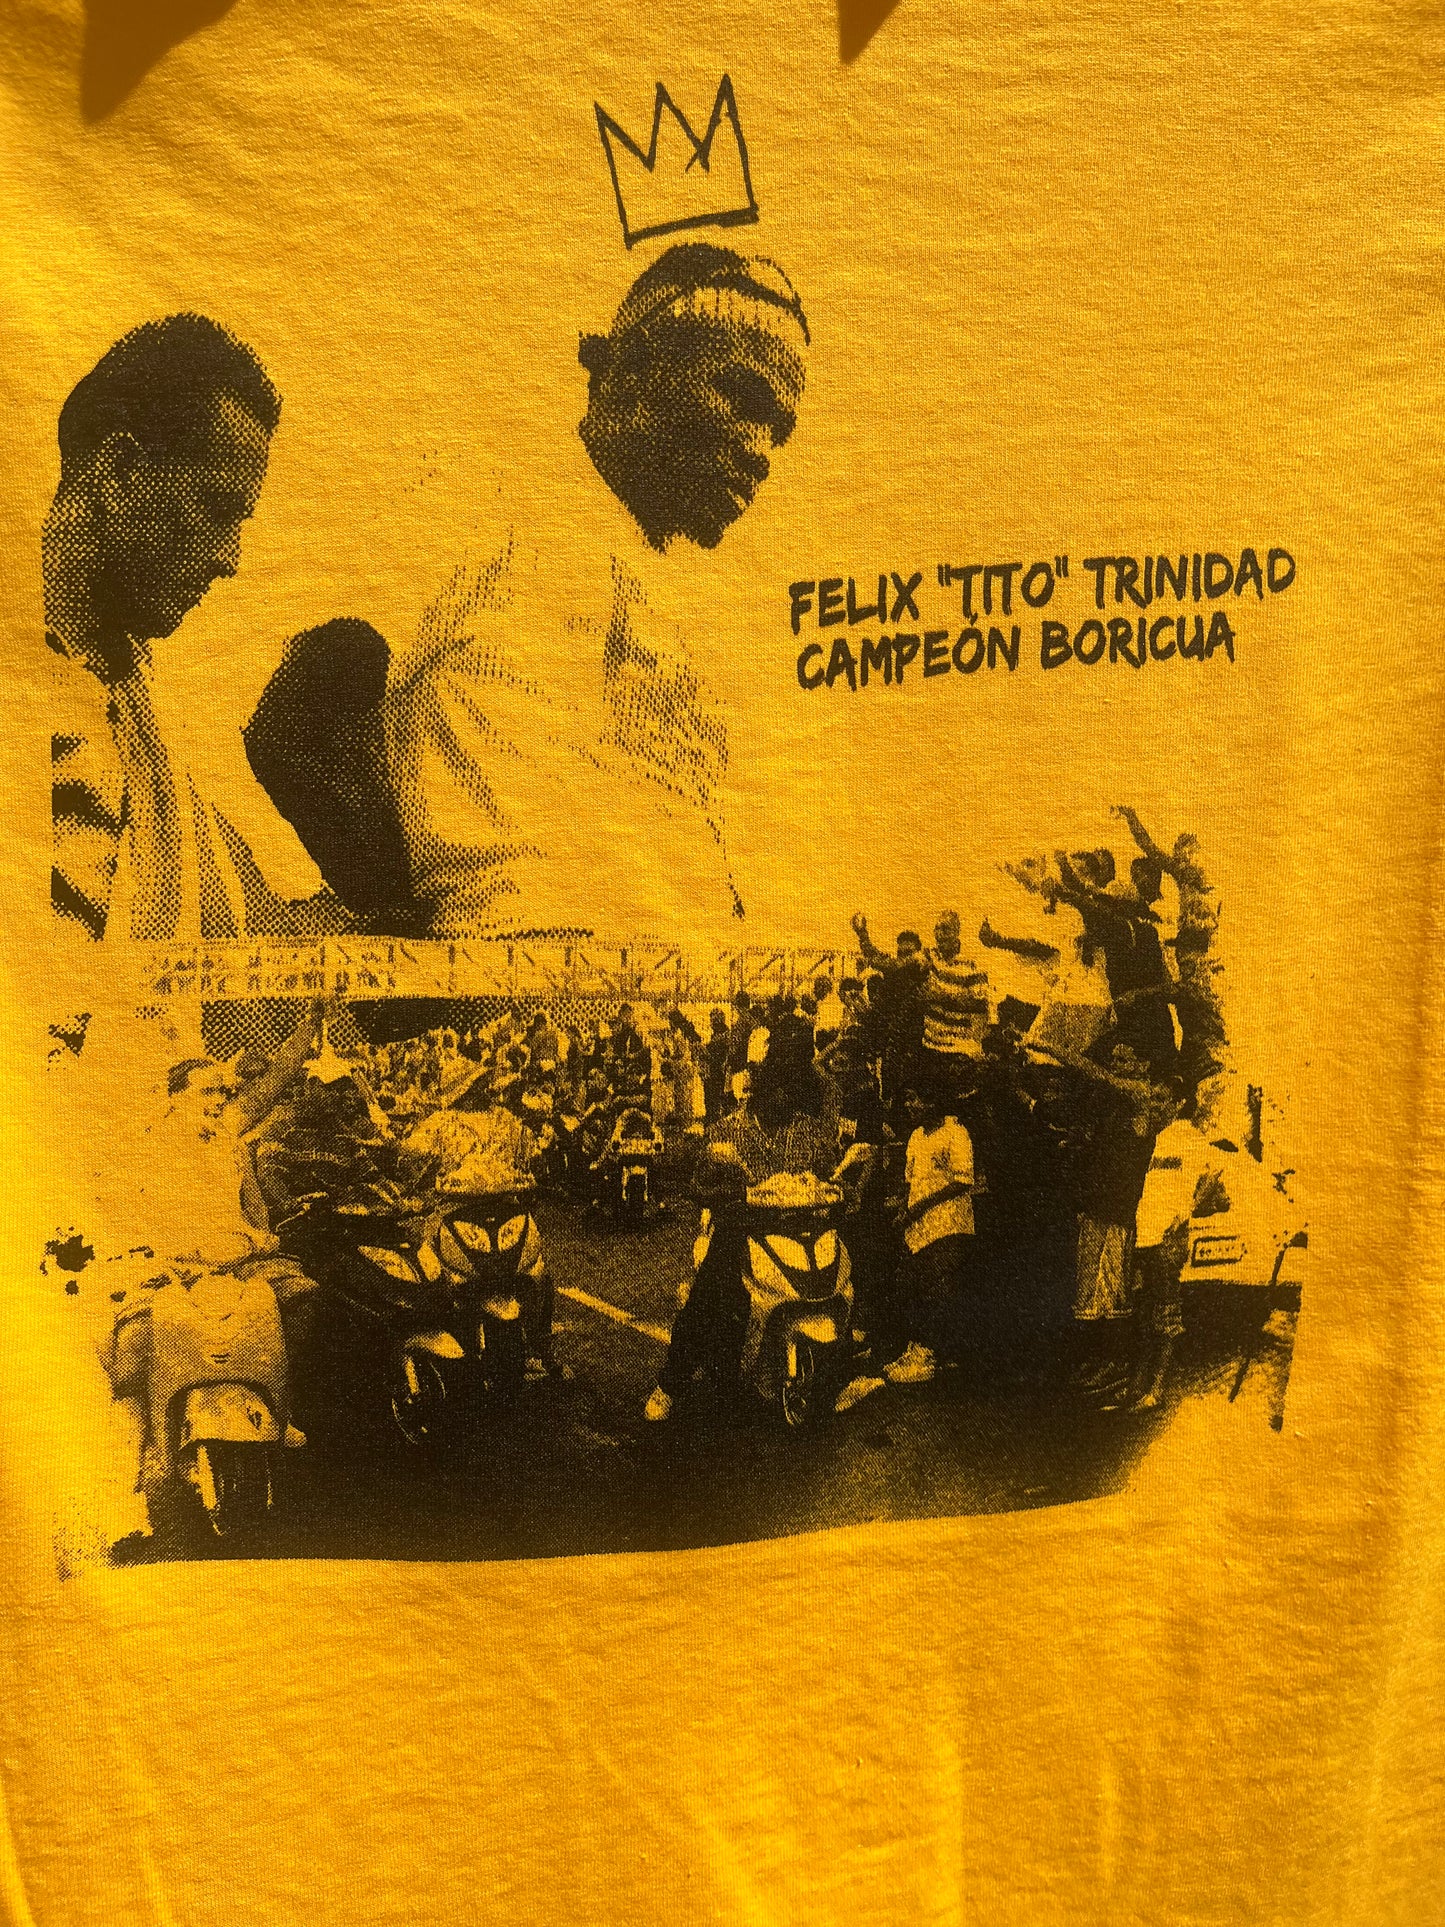 FELIX "TITO" TRINIDAD
CAMPEÓN BORICUA